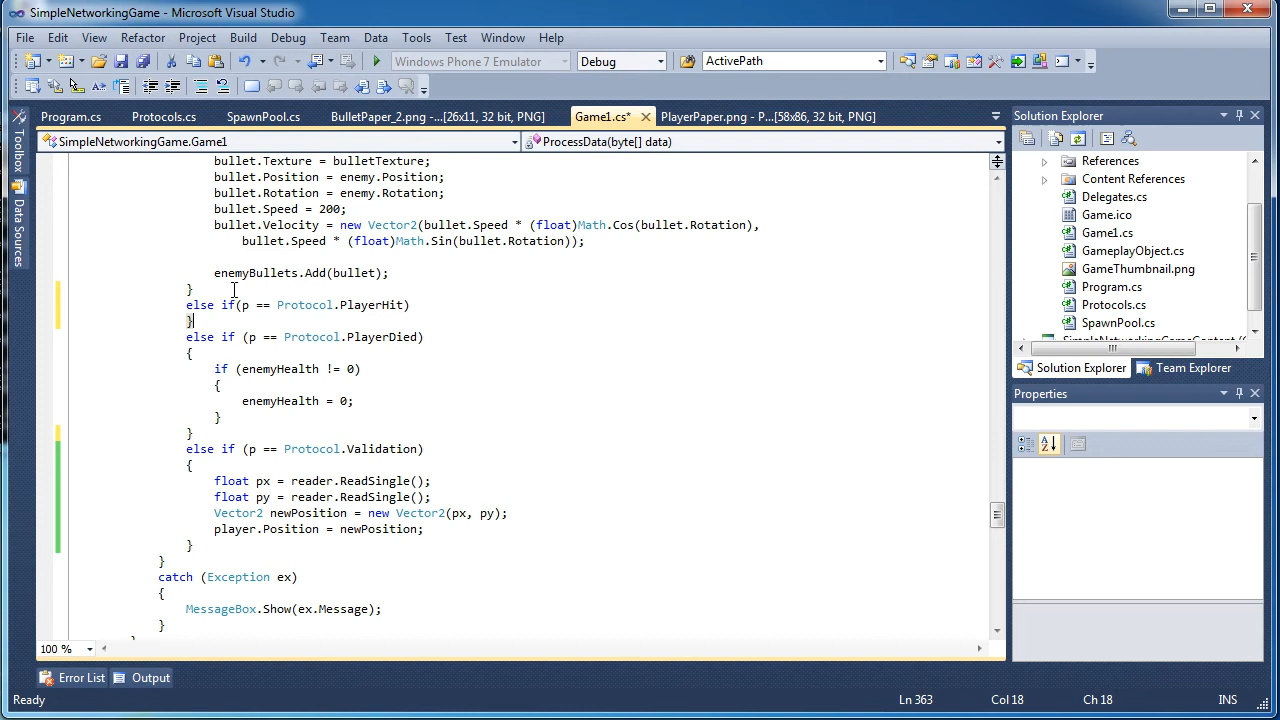 SimpleNetworkingGame - Microsoft Visual Studio
File Edit View Refactor Project Build Debug Team Data Tools Test Window Help
Windows Phone 7 Emulator Debug ActivePath
Program.cs Protocols.cs SpawnPool.cs BulletPaper_2.png -...[26x11, 32 bit, PNG] Game1.cs* PlayerPaper.png - P...[58x86, 32 bit, PNG]
SimpleNetworkingGame.Game1 ProcessData(byte[] data)
Toolbox
Data Sources
bullet.Texture = bulletTexture;
bullet.Position = enemy.Position;
bullet.Rotation = enemy.Rotation;
bullet.Speed = 200;
bullet.Velocity = new Vector2(bullet.Speed * (float)Math.Cos(bullet.Rotation),
bullet.Speed * (float)Math.Sin(bullet.Rotation));
enemyBullets.Add(bullet);
}
else if(p == Protocol.PlayerHit)
}
else if (p == Protocol.PlayerDied)
{
if (enemyHealth != 0)
{
enemyHealth = 0;
}
}
else if (p == Protocol.Validation)
{
float px = reader.ReadSingle();
float py = reader.ReadSingle();
Vector2 newPosition = new Vector2(px, py);
player.Position = newPosition;
}
}
catch (Exception ex)
{
MessageBox.Show(ex.Message);
}
100 %
Solution Explorer
References
Content References
Delegates.cs
Game.ico
Game1.cs
GameplayObject.cs
GameThumbnail.png
Program.cs
Protocols.cs
SpawnPool.cs
Solution Explorer Team Explorer
Properties
Error List Output
Ready Ln 363 Col 18 Ch 18 INS